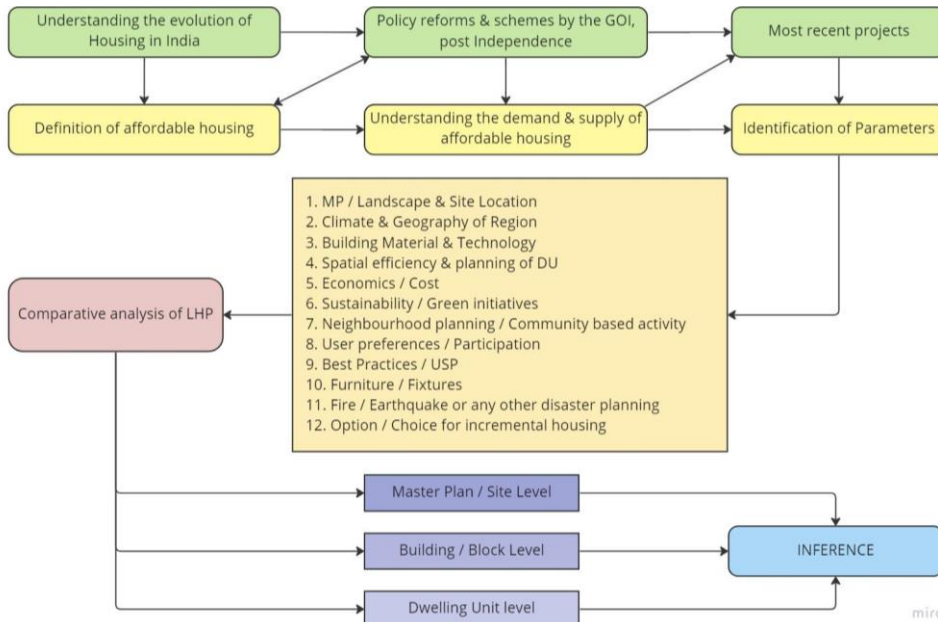 Understanding the evolution of
Housing in India
Policy reforms & schemes by the GOI,
post Independence
Most recent projects
Definition of affordable housing
Understanding the demand & supply of
affordable housing
Identification of Parameters
1. MP / Landscape & Site Location
2. Climate & Geography of Region
3. Building Material & Technology
4. Spatial efficiency & planning of DU
5. Economics / Cost
6. Sustainability / Green initiatives
7. Neighbourhood planning / Community based activity
8. User preferences / Participation
9. Best Practices / USP
10. Furniture / Fixtures
11. Fire / Earthquake or any other disaster planning
12. Option / Choice for incremental housing
Comparative analysis of LHP
Master Plan / Site Level
Building / Block Level
Dwelling Unit level
INFERENCE